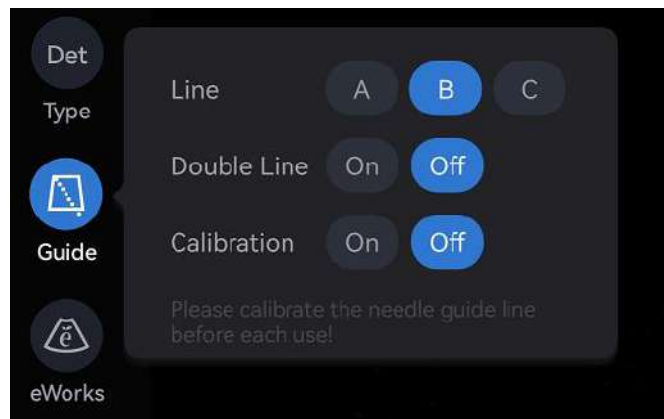 Det
Type
Line A B C
Double Line On Off
Guide
Calibration On Off
Please calibrate the needle guide line
before each use!
ě
eWorks